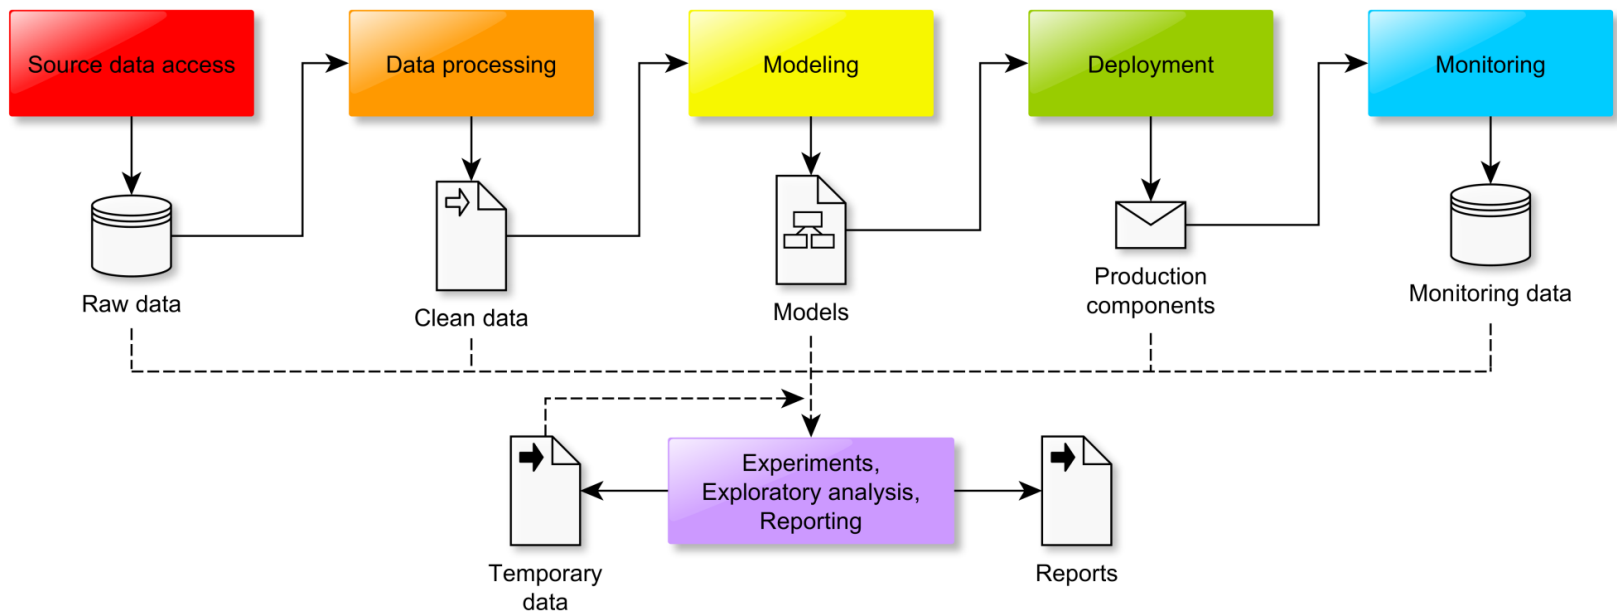 Source data access
Data processing
Modeling
Deployment
Monitoring
Raw data
Clean data
Models
Production
components
Monitoring data
Experiments,
Exploratory analysis,
Reporting
Temporary
data
Reports